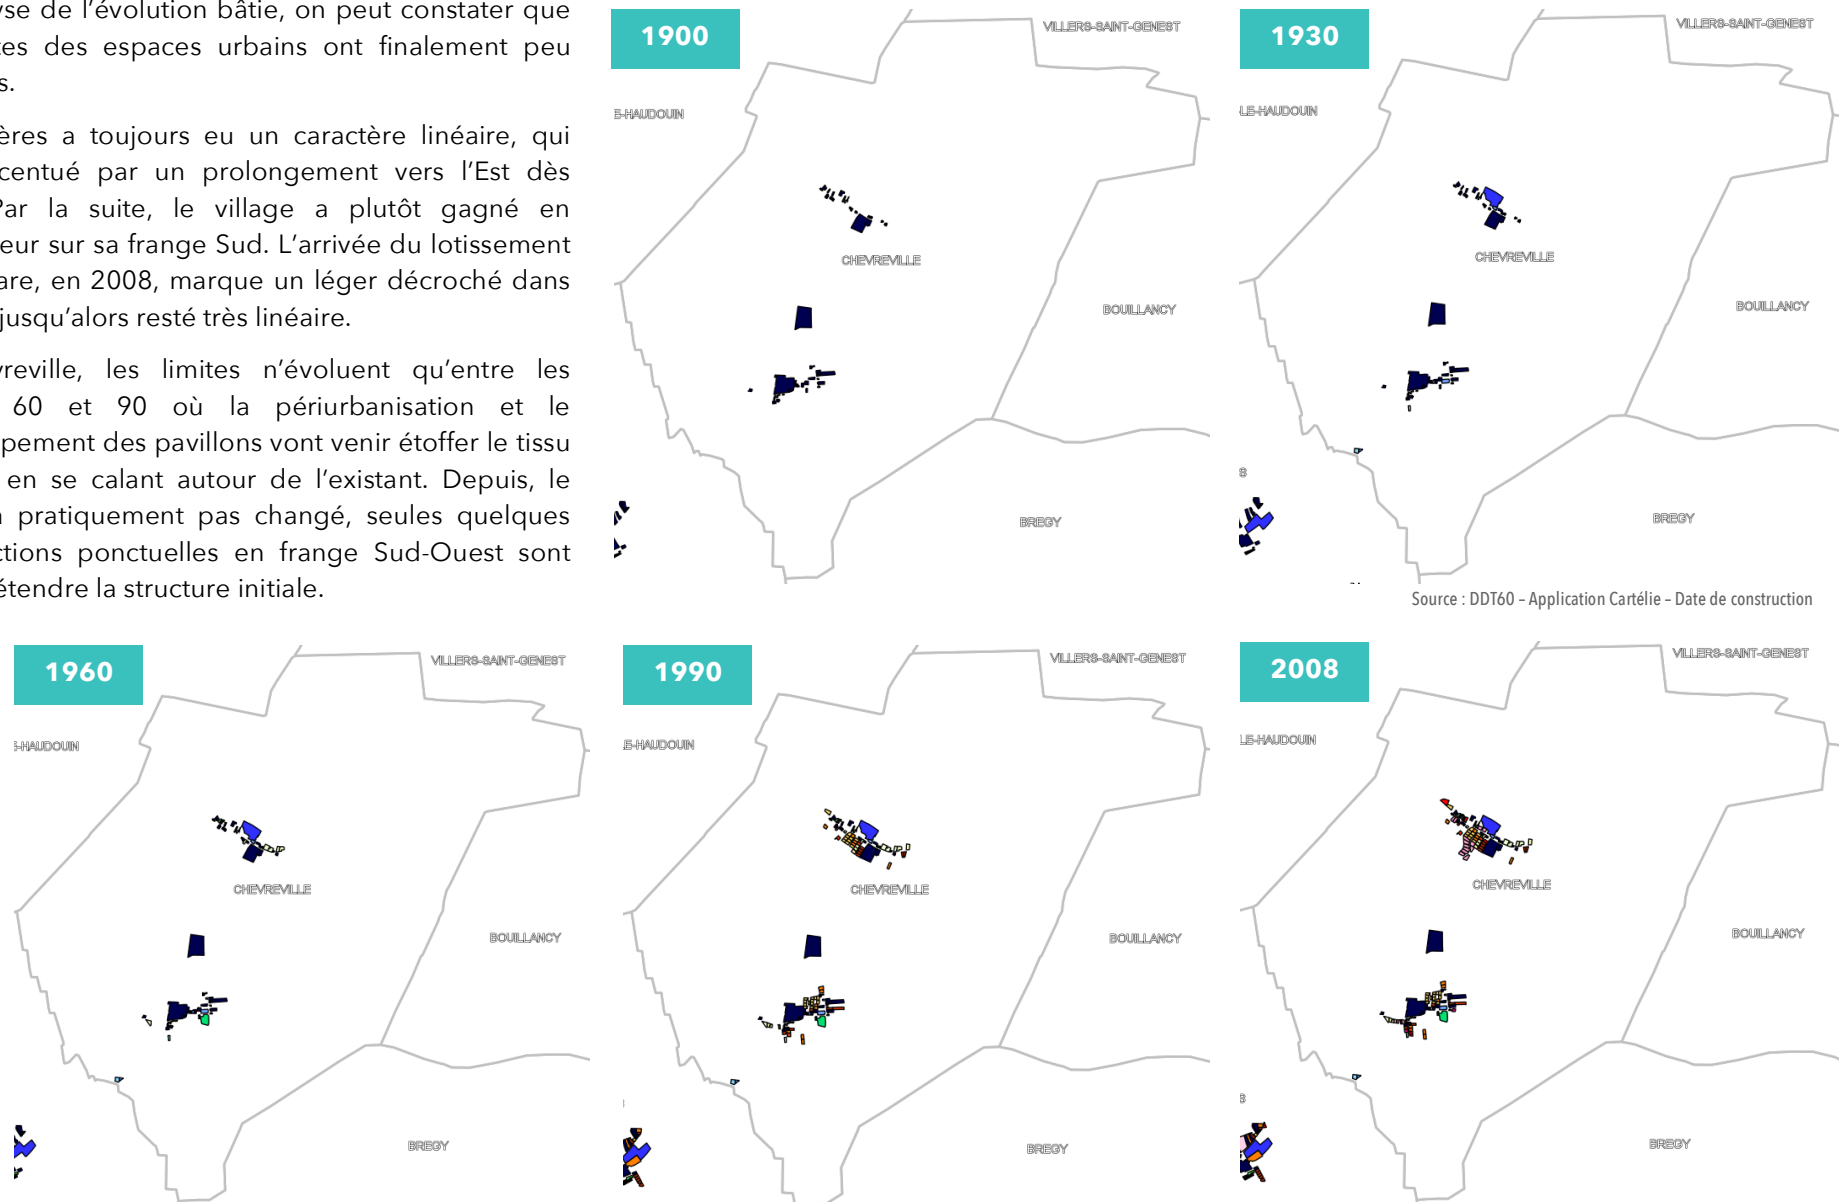 yse de l’évolution bâtie, on peut constater que
tes des espaces urbains ont finalement peu
s.
ères a toujours eu un caractère linéaire, qui
centué par un prolongement vers l’Est dès
Par la suite, le village a plutôt gagné en
eur sur sa frange Sud. L’arrivée du lotissement
are, en 2008, marque un léger décroché dans
jusqu’alors resté très linéaire.
vreville, les limites n’évoluent qu’entre les
60 et 90 où la périurbanisation et le
pement des pavillons vont venir étoffer le tissu
en se calant autour de l’existant. Depuis, le
pratiquement pas changé, seules quelques
ctions ponctuelles en frange Sud-Ouest sont
étendre la structure initiale.
1900
VILLERS-SAINT-GENEST
E-HAUDOUIN
CHEVREVILLE
BOUILLANCY
BREGY
1930
VILLERS-SAINT-GENEST
LE-HAUDOUIN
CHEVREVILLE
BOUILLANCY
S
BREGY
Source : DDT60 – Application Cartélie – Date de construction
1960
VILLERS-SAINT-GENEST
E-HAUDOUIN
CHEVREVILLE
BOUILLANCY
BREGY
1990
VILLERS-SAINT-GENEST
E-HAUDOUIN
CHEVREVILLE
BOUILLANCY
BREGY
2008
VILLERS-SAINT-GENEST
LE-HAUDOUIN
CHEVREVILLE
BOUILLANCY
S
BREGY